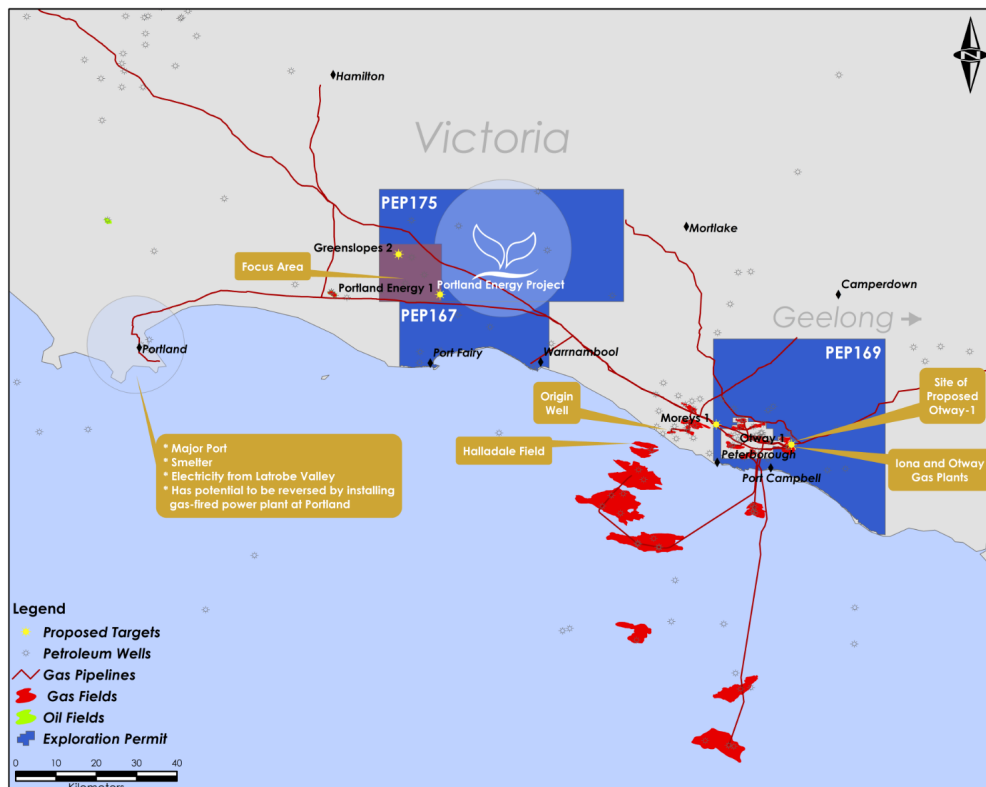 Hamilton
N
Victoria
PEP175
Mortlake
Greenslopes 2
Focus Area
Portland Energy 1
Portland Energy Project
Camperdown
PEP167
Geelong
PEP169
Portland
Port Fairy
Warrnambool
Site of
Proposed
Otway-1
Origin
Well
Moreys 1
Halladale Field
Otway 1
Peterborough
Port Campbell
Iona and Otway
Gas Plants
* Major Port
* Smelter
* Electricity from Latrobe Valley
* Has potential to be reversed by installing
gas-fired power plant at Portland
Legend
Proposed Targets
Petroleum Wells
Gas Pipelines
Gas Fields
Oil Fields
Exploration Permit
0 10 20 30 40
Kilometers